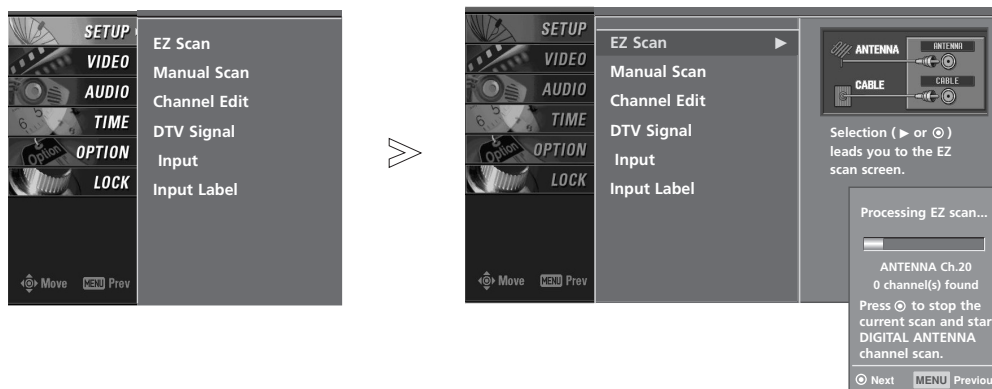 SETUP
VIDEO
AUDIO
TIME
OPTION
LOCK
EZ Scan
Manual Scan
Channel Edit
DTV Signal
Input
Input Label
Move MENU Prev
SETUP
VIDEO
AUDIO
TIME
OPTION
LOCK
EZ Scan ▶
Manual Scan
Channel Edit
DTV Signal
Input
Input Label
Move MENU Prev
ANTENNA
ANTENNA
CABLE
CABLE
Selection ( ▶ or ⊙ )
leads you to the EZ
scan screen.
Processing EZ scan...
ANTENNA Ch.20
0 channel(s) found
Press ⊙ to stop the
current scan and star
DIGITAL ANTENNA
channel scan.
⊙ Next MENU Previou